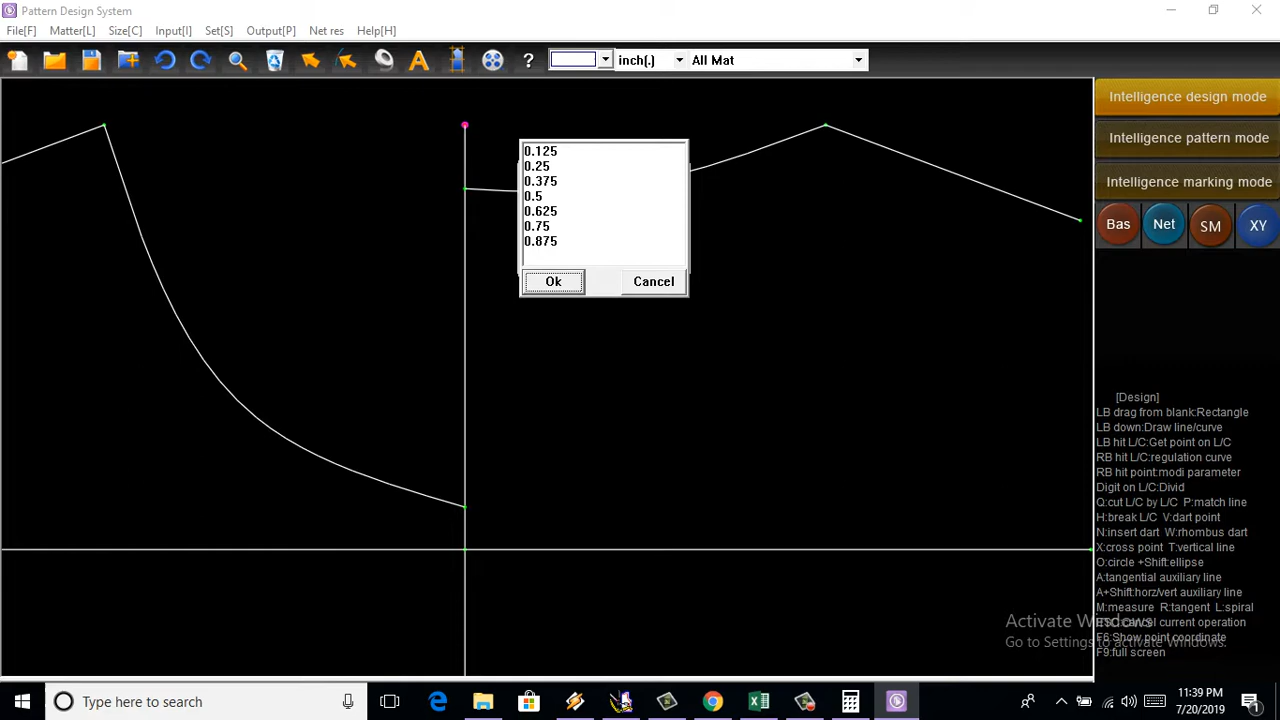 Pattern Design System
File[F] Matter[L] Size[C] Input[I] Set[S] Output[P] Net res Help[H]
A ? inch(.) All Mat
Intelligence design mode
Intelligence pattern mode
Intelligence marking mode
Bas Net SM XY
0.125
0.25
0.375
0.5
0.625
0.75
0.875
Ok Cancel
[Design]
LB drag from blank:Rectangle
LB down:Draw line/curve
LB hit L/C:Get point on L/C
RB hit L/C:regulation curve
RB hit point:modi parameter
Digit on L/C:Divid
Q:cut L/C by L/C P:match line
H:break L/C V:dart point
N:insert dart W:rhombus dart
X:cross point T:vertical line
O:circle +Shift:ellipse
A:tangential auxiliary line
A+Shift:horz/vert auxiliary line
M:measure R:tangent L:spiral
cancel current operation
F6:Show point coordinate
F9:full screen
Activate Windows
Go to Settings to activate Windows.
Type here to search
11:39 PM
7/20/2019
1